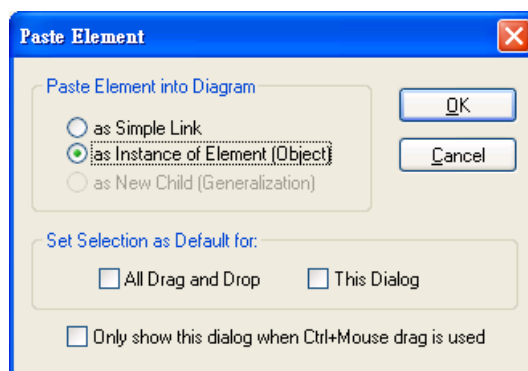 Paste Element
Paste Element into Diagram
as Simple Link
as Instance of Element (Object)
as New Child (Generalization)
OK
Cancel
Set Selection as Default for:
All Drag and Drop
This Dialog
Only show this dialog when Ctrl+Mouse drag is used